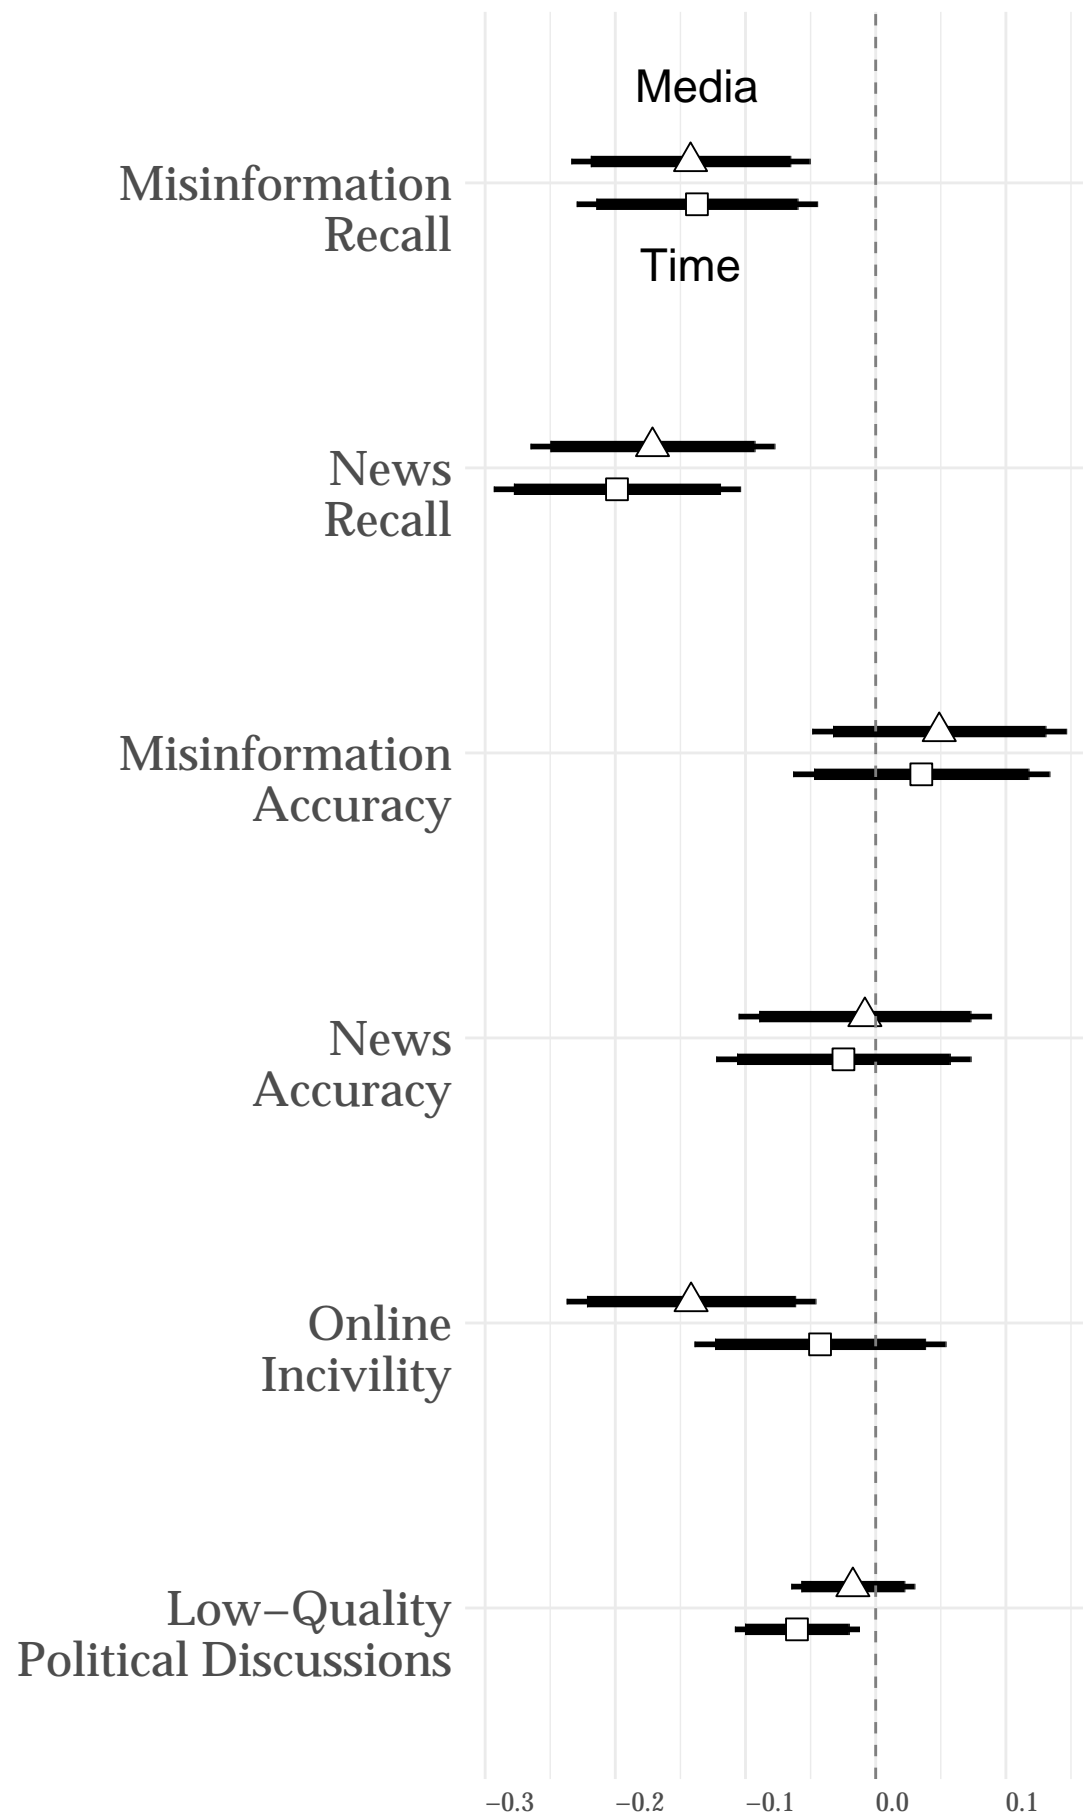 Media
Misinformation
Recall
Time
News
Recall
Misinformation
Accuracy
News
Accuracy
Online
Incivility
Low−Quality
Political Discussions
−0.3 −0.2 −0.1 0.0 0.1